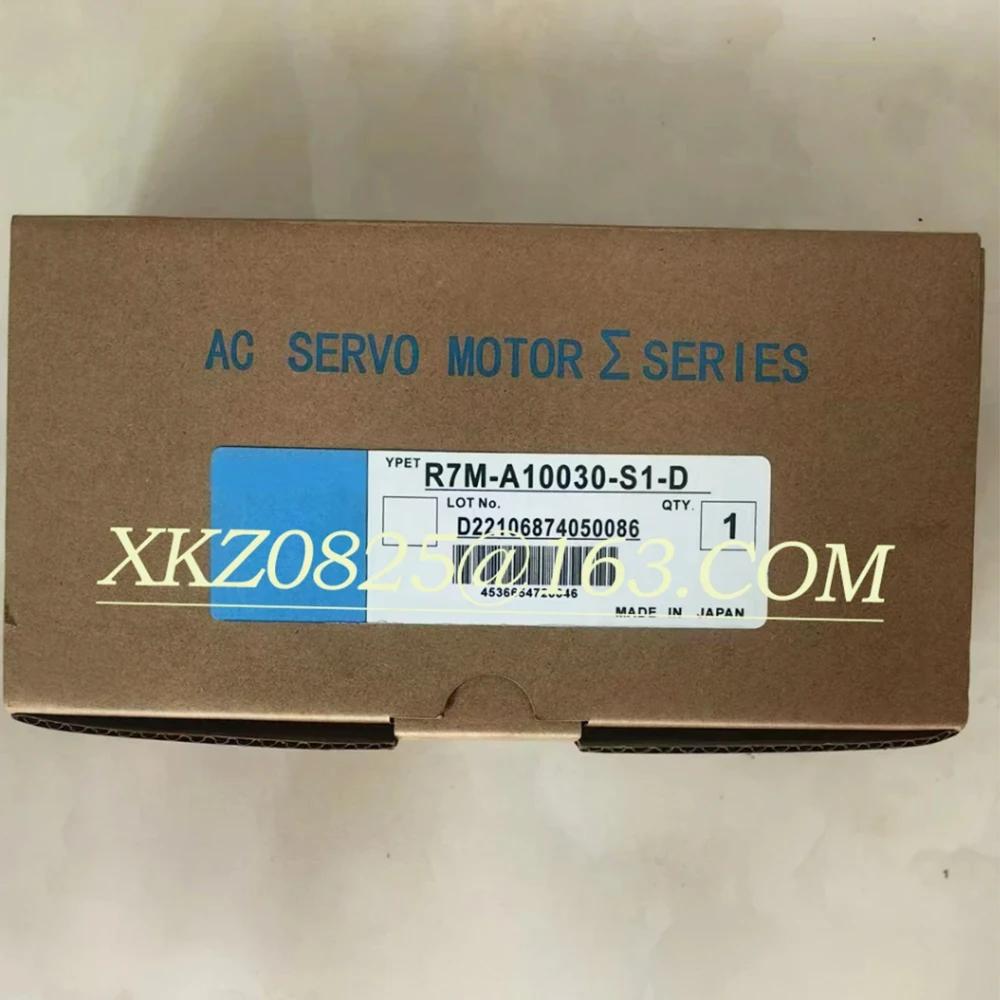 AC SERVO MOTOR Σ SERIES
YPET R7M-A10030-S1-D
LOT No. QTY.
D22106874050086 1
XKZ0825@163.COM
MADE IN JAPAN